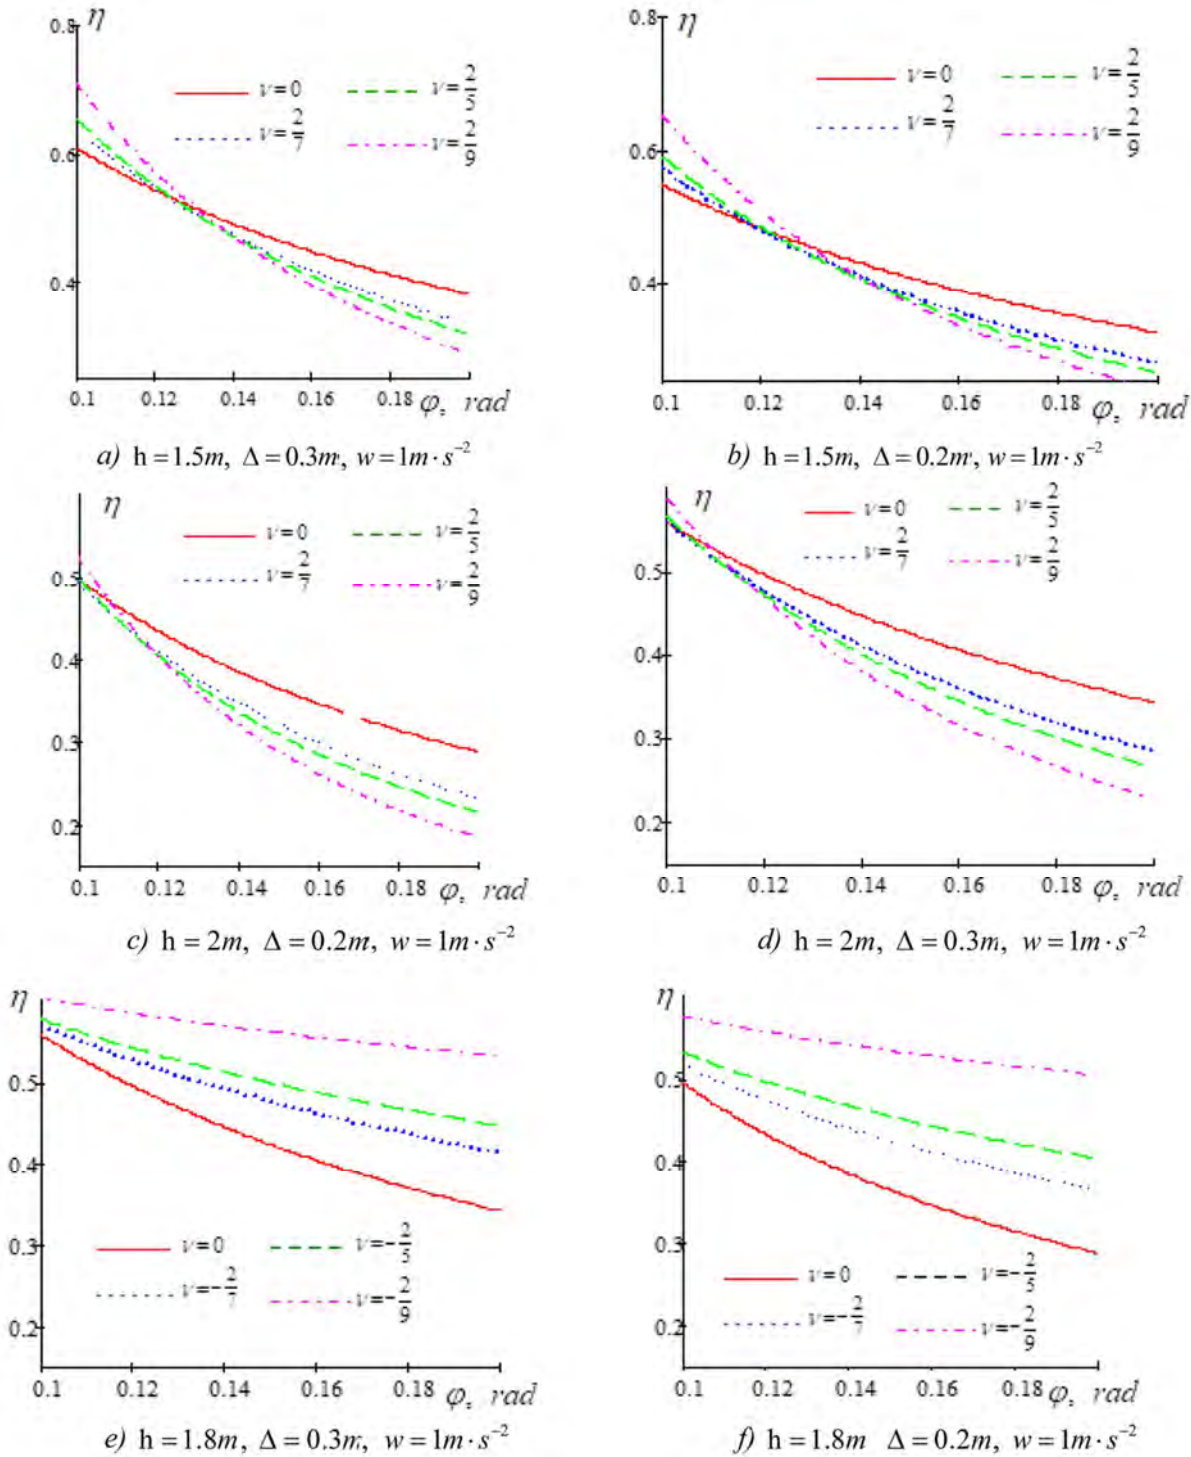 η
0.8
0.6
0.4
ν=0
ν=2/5
ν=2/7
ν=2/9
0.1 0.12 0.14 0.16 0.18 φ, rad
a) h=1.5m, Δ=0.3m, w=1m·s⁻²
η
0.8
0.6
0.4
ν=0
ν=2/5
ν=2/7
ν=2/9
0.1 0.12 0.14 0.16 0.18 φ, rad
b) h=1.5m, Δ=0.2m, w=1m·s⁻²
η
0.5
0.4
0.3
0.2
ν=0
ν=2/5
ν=2/7
ν=2/9
0.1 0.12 0.14 0.16 0.18 φ, rad
c) h=2m, Δ=0.2m, w=1m·s⁻²
η
0.5
0.4
0.3
0.2
ν=0
ν=2/5
ν=2/7
ν=2/9
0.1 0.12 0.14 0.16 0.18 φ, rad
d) h=2m, Δ=0.3m, w=1m·s⁻²
η
0.5
0.4
0.3
0.2
ν=0
ν=-2/5
ν=-2/7
ν=-2/9
0.1 0.12 0.14 0.16 0.18 φ, rad
e) h=1.8m, Δ=0.3m, w=1m·s⁻²
η
0.5
0.4
0.3
0.2
ν=0
ν=-2/5
ν=-2/7
ν=-2/9
0.1 0.12 0.14 0.16 0.18 φ, rad
f) h=1.8m Δ=0.2m, w=1m·s⁻²